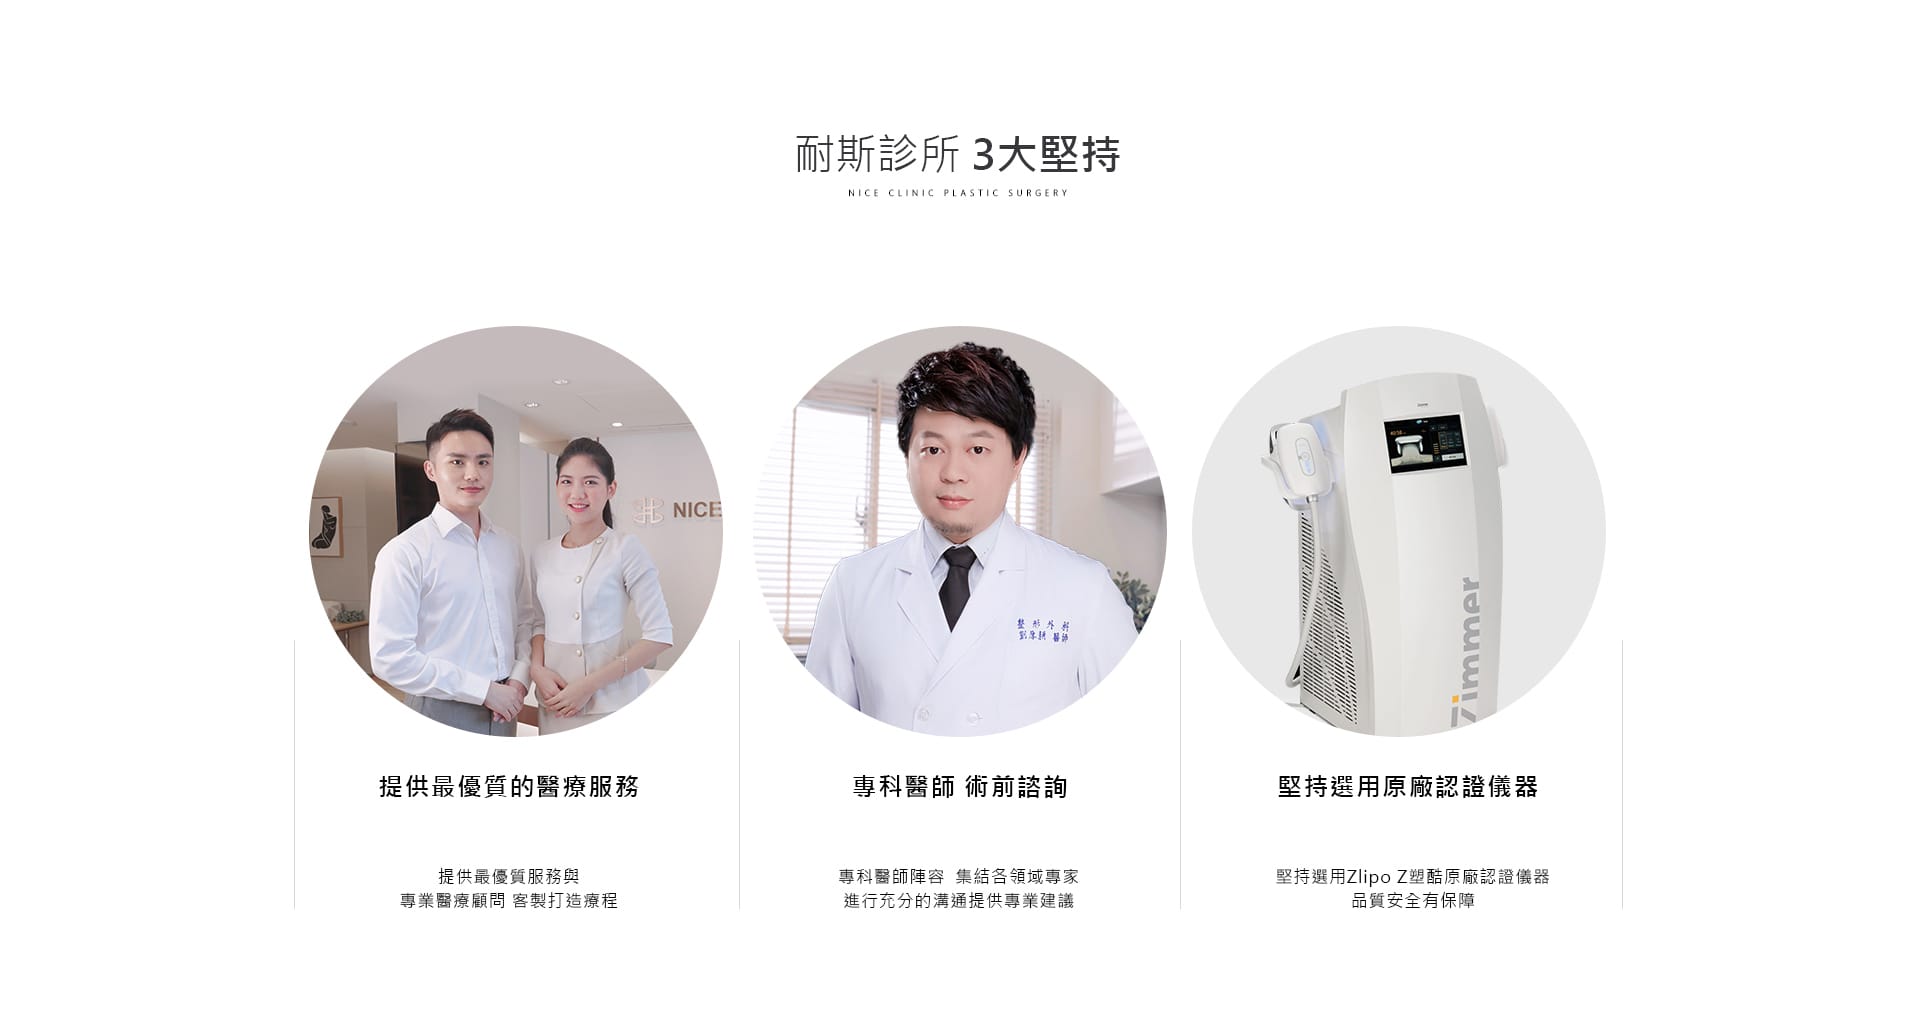 耐斯診所 3大堅持
NICE CLINIC PLASTIC SURGERY
NICE
整形外科
醫師
zimmer
提供最優質的醫療服務
提供最優質服務與
專業醫療顧問 客製打造療程
專科醫師 術前諮詢
專科醫師陣容 集結各領域專家
進行充分的溝通提供專業建議
堅持選用原廠認證儀器
堅持選用Zlipo Z塑酷原廠認證儀器
品質安全有保障